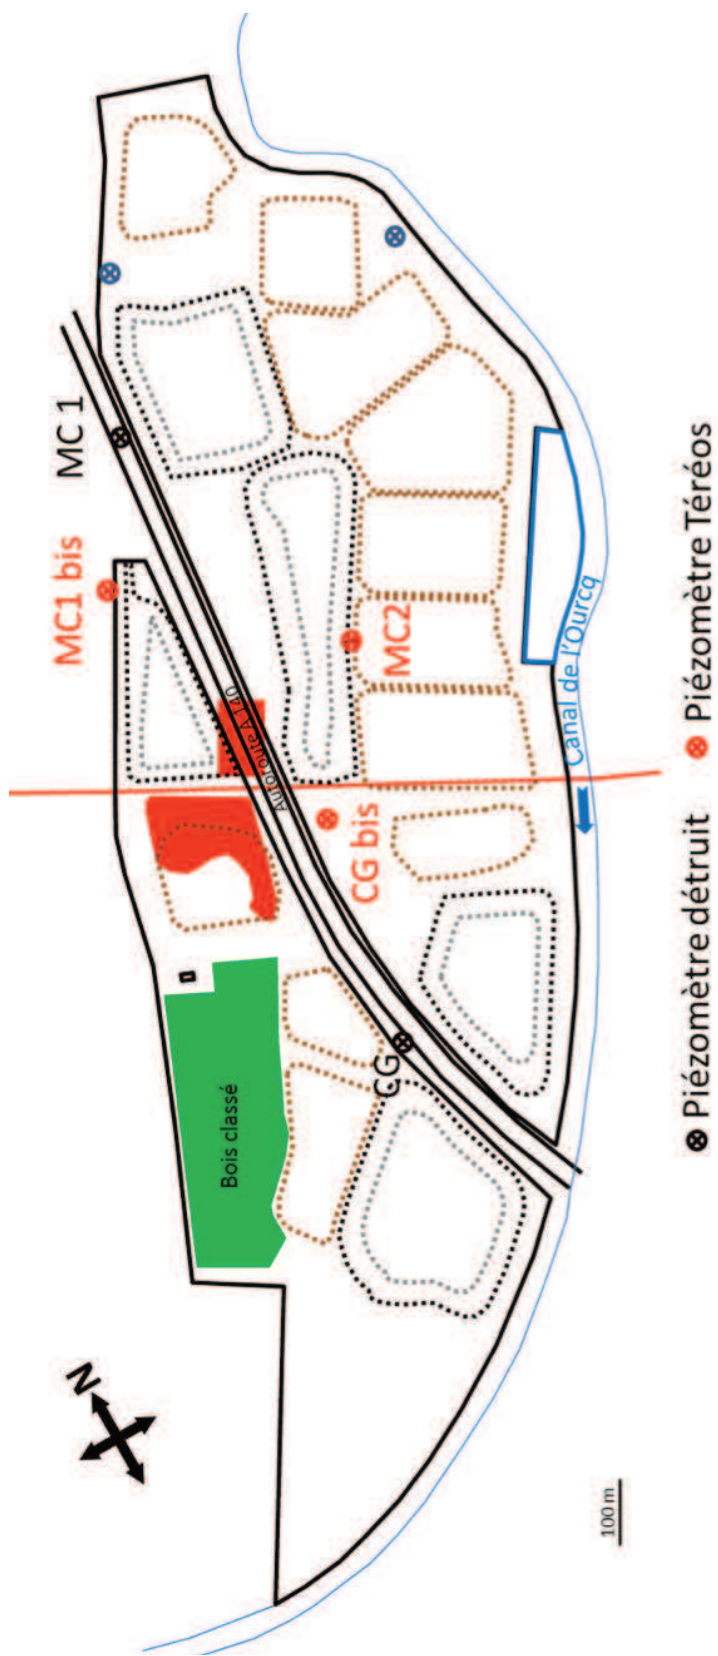 N
MC 1
MC1 bis
MC2
Autoroute A 140
CG bis
CG
Bois classé
Canal de l'Ourcq
100 m
Piézomètre détruit
Piézomètre Téréos